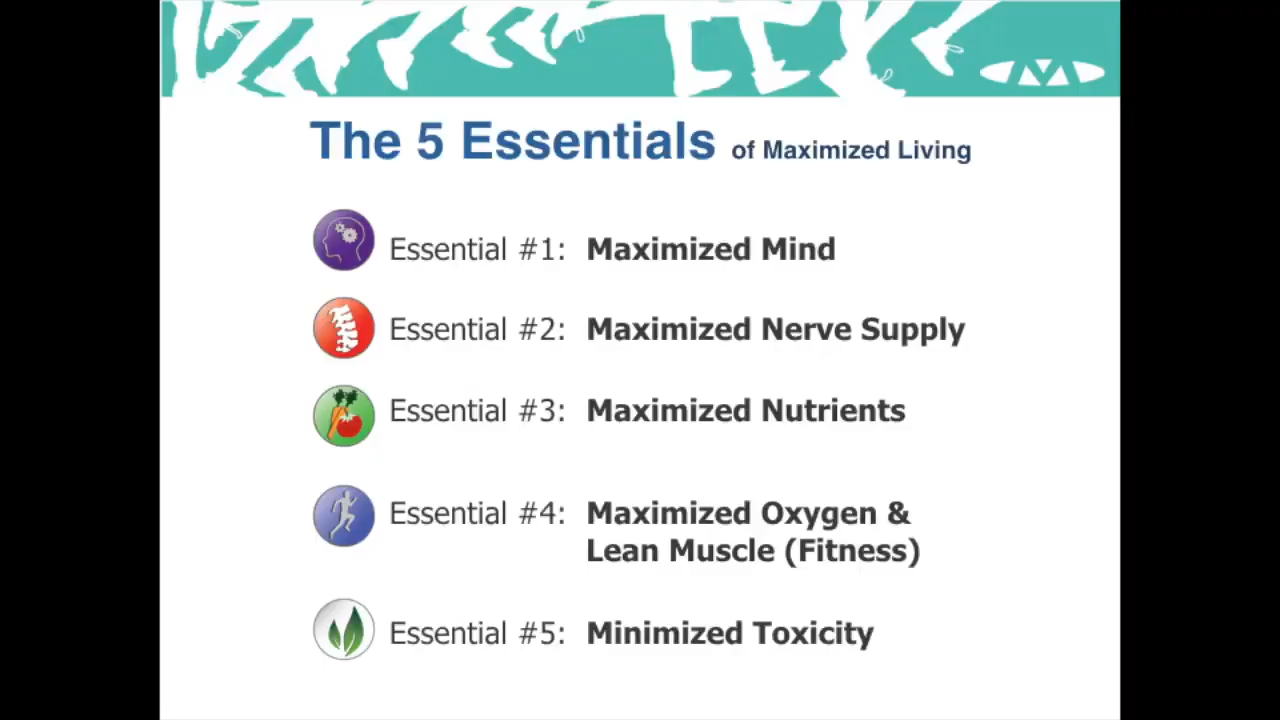 The 5 Essentials of Maximized Living
Essential #1: Maximized Mind
Essential #2: Maximized Nerve Supply
Essential #3: Maximized Nutrients
Essential #4: Maximized Oxygen &
Lean Muscle (Fitness)
Essential #5: Minimized Toxicity